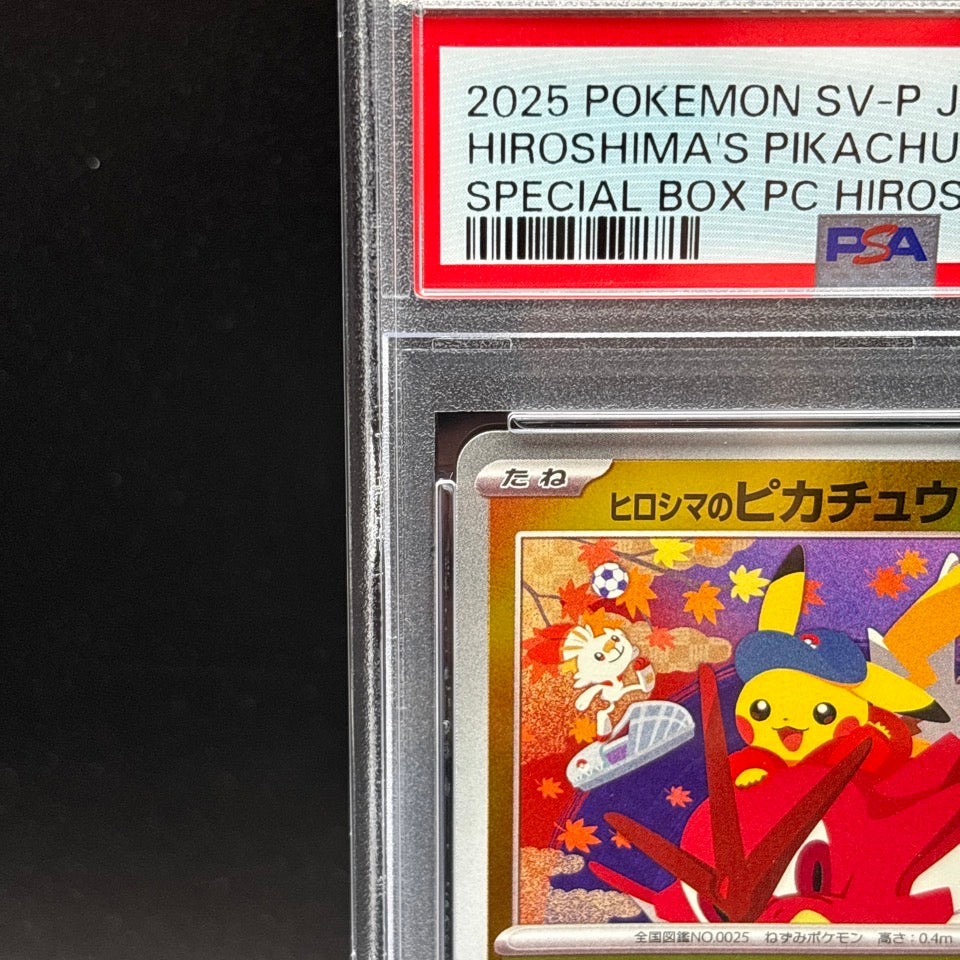 2025 POKEMON SV-P J
HIROSHIMA'S PIKACHU
SPECIAL BOX PC HIROS
PSA
たね
ヒロシマのピカチュウ
全国図鑑NO.0025 ねずみポケモン 高さ:0.4m